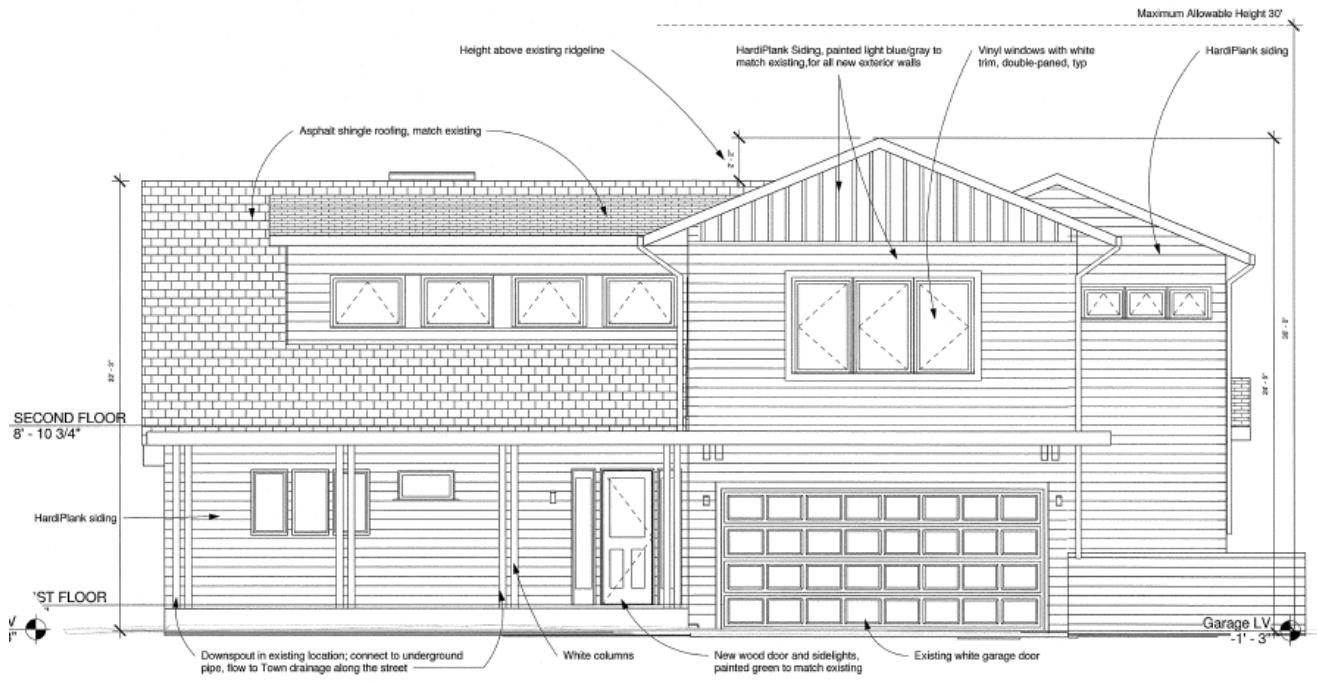 Maximum Allowable Height 30'
Height above existing ridgeline
HardiPlank Siding, painted light blue/gray to
match existing,for all new exterior walls
Vinyl windows with white
trim, double-paned, typ
HardiPlank siding
Asphalt shingle roofing, match existing
SECOND FLOOR
8' - 10 3/4"
HardiPlank siding
ST FLOOR
Garage LV
-1' - 3"
Downspout in existing location; connect to underground
pipe, flow to Town drainage along the street
White columns
New wood door and sidelights,
painted green to match existing
Existing white garage door